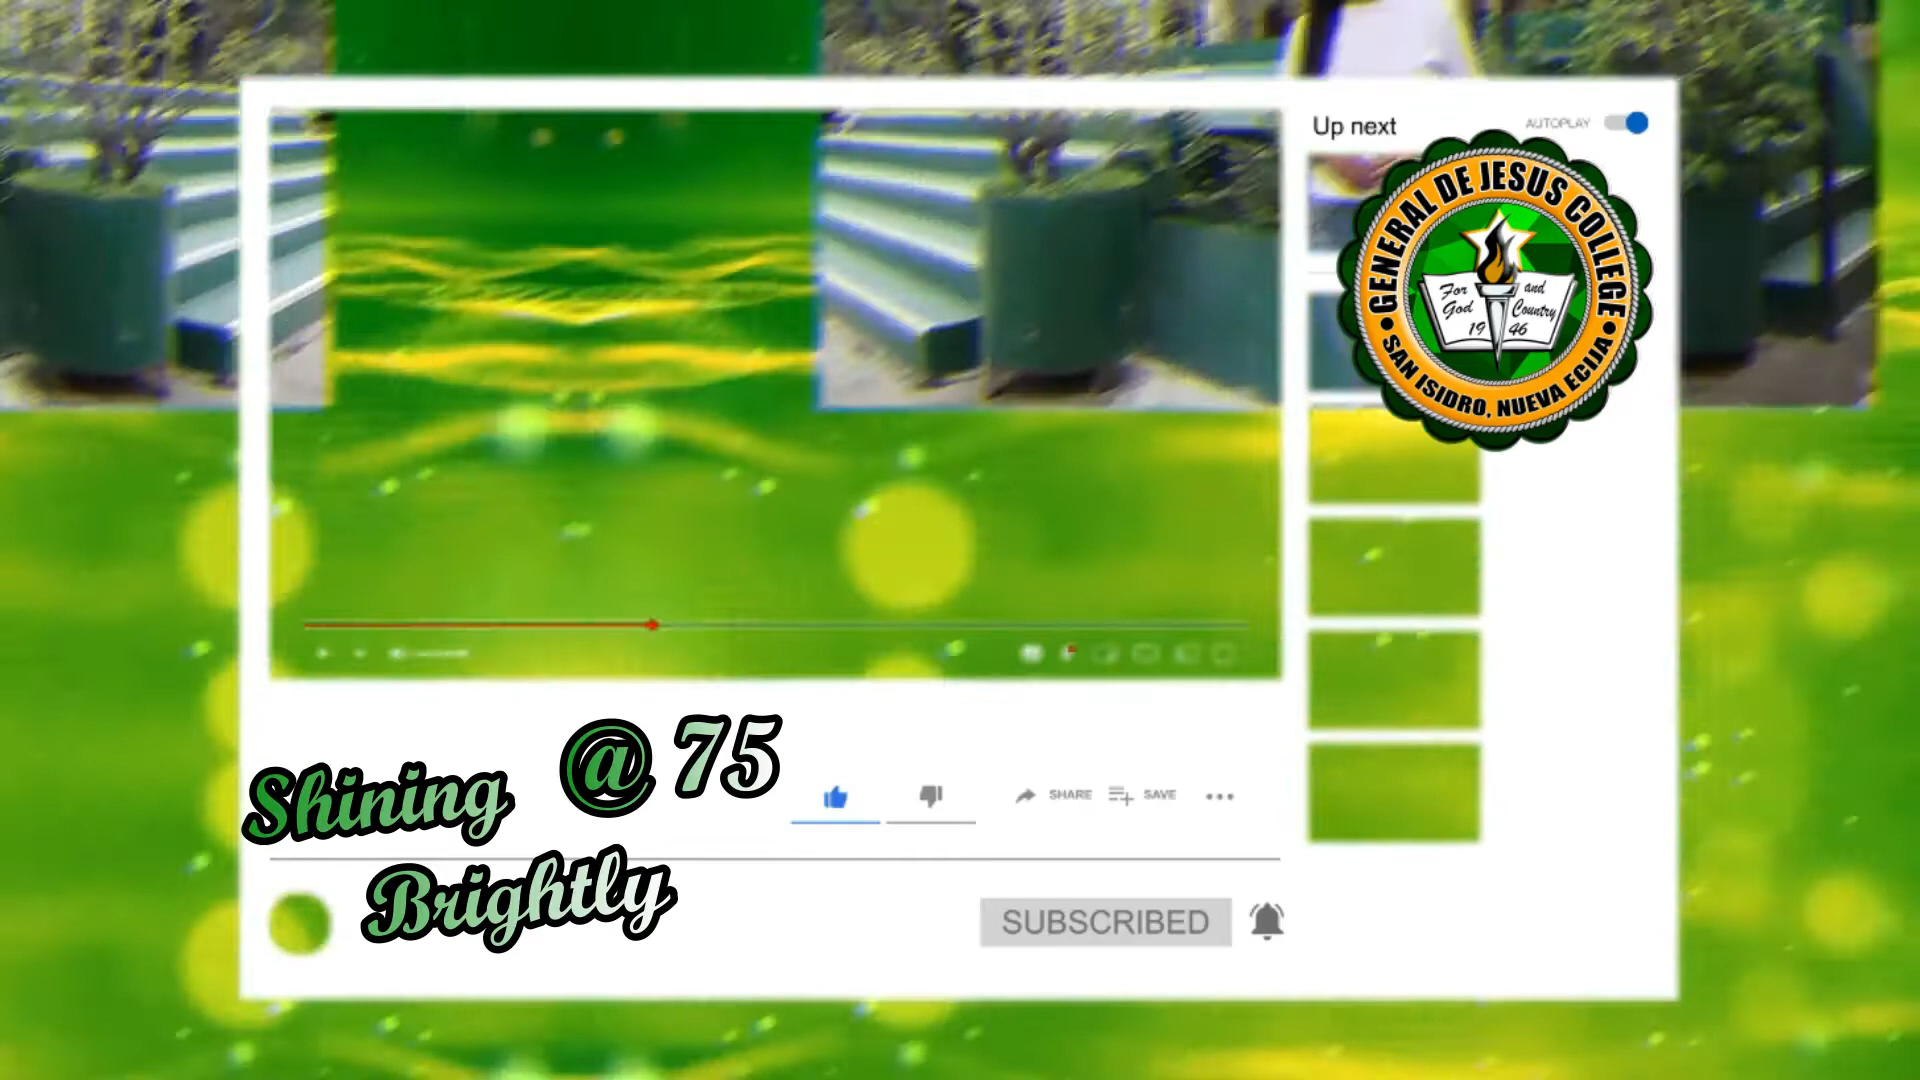 Up next
AUTOPLAY
GENERAL DE JESUS COLLEGE
For God and Country
19 46
SAN ISIDRO, NUEVA ECIJA
Shining @ 75
Brightly
SHARE
SAVE
SUBSCRIBED